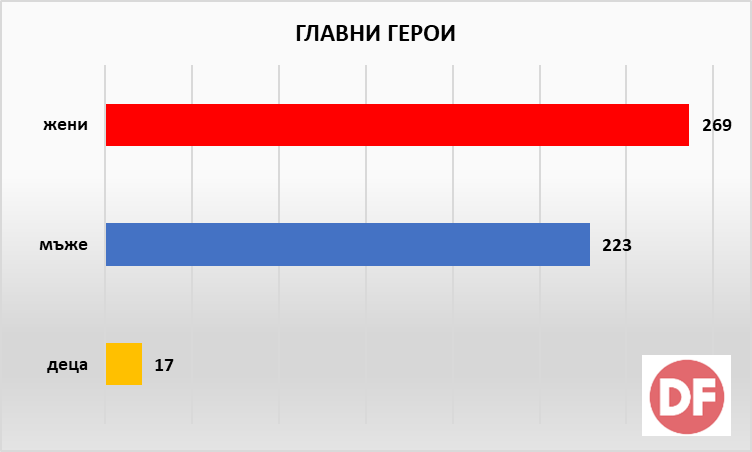 ГЛАВНИ ГЕРОИ
жени 269
мъже 223
деца 17
DF